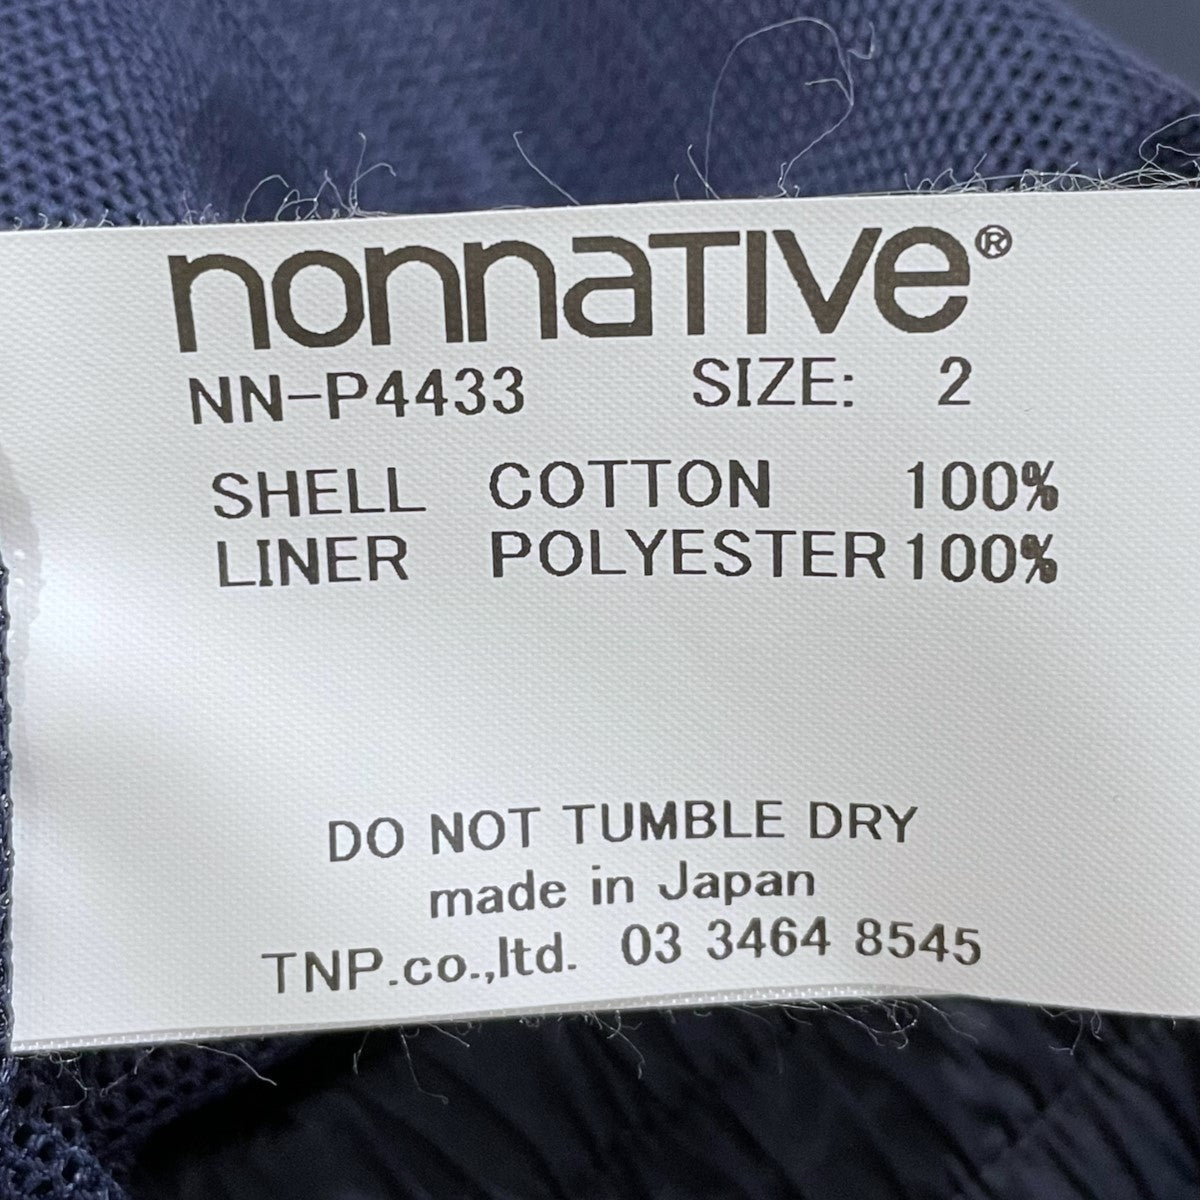 nonnaTIVe®
NN-P4433 SIZE: 2
SHELL COTTON 100%
LINER POLYESTER 100%
DO NOT TUMBLE DRY
made in Japan
TNP.co.,ltd. 03 3464 8545